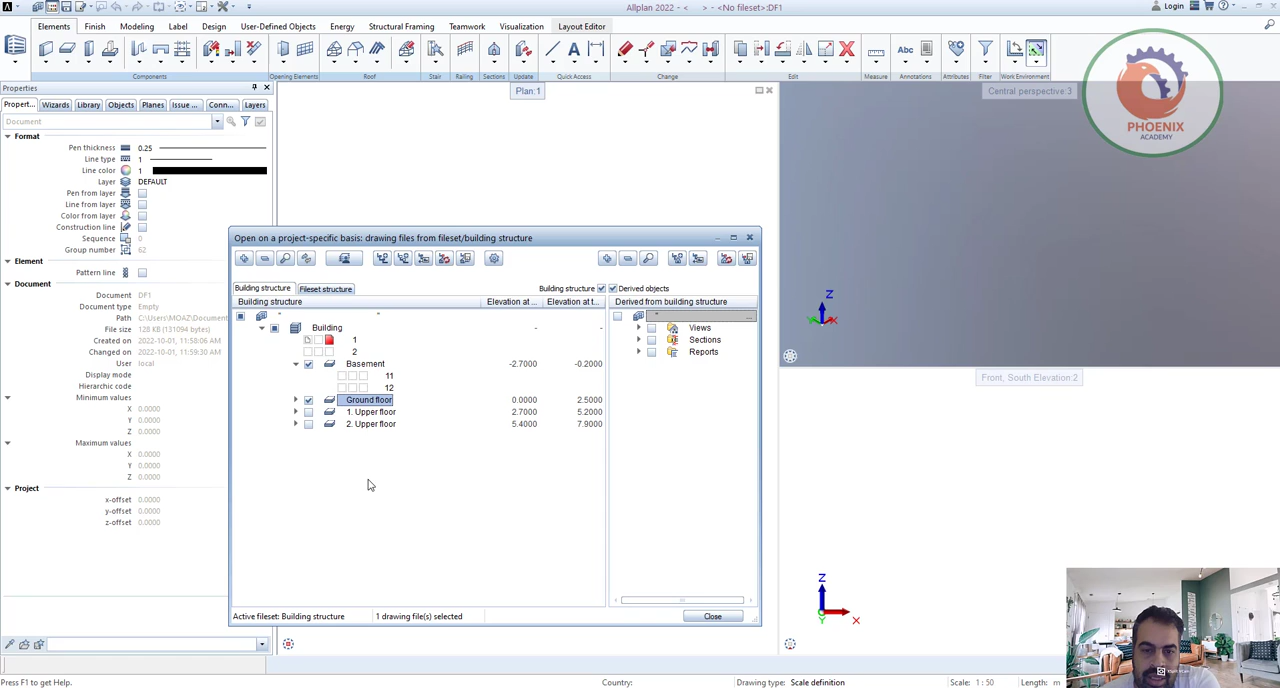 Allplan 2022 - < > - <No fileset>:DF1
Login
Elements Finish Modeling Label Design User-Defined Objects Energy Structural Framing Teamwork Visualization Layout Editor
Abc
Components Opening Elements Roof Stair Railing Sections Update Quick Access Change Edit Measure Annotations Attributes Filter Work Environment
Properties
Propert... Wizards Library Objects Planes Issue ... Conn... Layers
Document
Format
Pen thickness 0.25
Line type 1
Line color 1
Layer DEFAULT
Pen from layer
Line from layer
Color from layer
Construction line
Sequence 0
Group number 62
Element
Pattern line
Document
Document DF1
Document type Empty
Path C:\Users\MOAZ\Document
File size 128 KB (131094 bytes)
Created on 2022-10-01, 11:58:06 AM
Changed on 2022-10-01, 11:59:30 AM
User local
Display mode
Hierarchic code
Minimum values
X 0.0000
Y 0.0000
Z 0.0000
Maximum values
X 0.0000
Y 0.0000
Z 0.0000
Project
x-offset 0.0000
y-offset 0.0000
z-offset 0.0000
Plan:1
Central perspective:3
PHOENIX
ACADEMY
Z
Y X
Front, South Elevation:2
Z
Y X
Open on a project-specific basis: drawing files from fileset/building structure
Building structure Fileset structure Building structure Derived objects
Building structure Elevation at ... Elevation at t... Derived from building structure
Building - -
1
2
Basement -2.7000 -0.2000
11
12
Ground floor 0.0000 2.5000
1. Upper floor 2.7000 5.2000
2. Upper floor 5.4000 7.9000
...
Views
Sections
Reports
Active fileset: Building structure 1 drawing file(s) selected Close
Press F1 to get Help. Country: Drawing type: Scale definition Scale: 1 : 50 Length: m